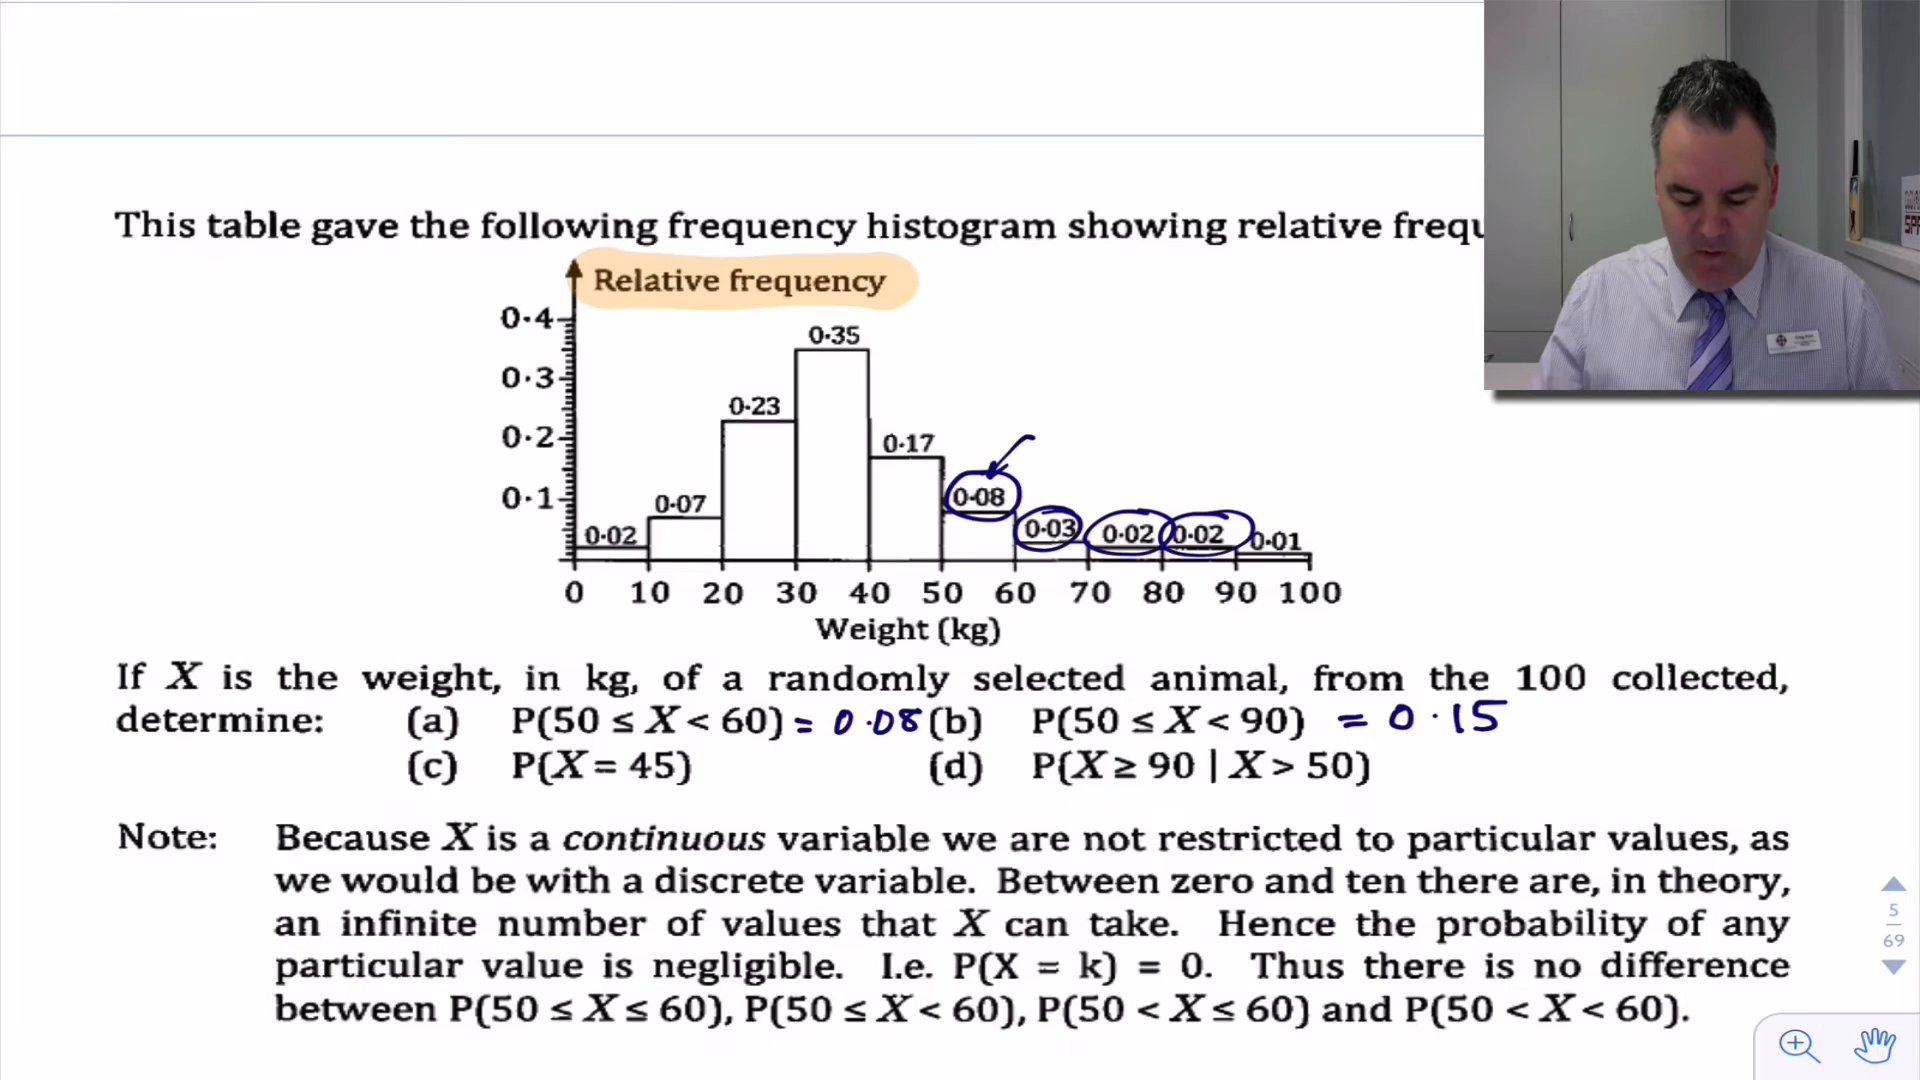 This table gave the following frequency histogram showing relative frequ
Relative frequency
0·4
0·35
0·3
0·23
0·2
0·17
0·1
0·08
0·07
0·03
0·02
0·02
0·02
0·01
0 10 20 30 40 50 60 70 80 90 100
Weight (kg)
If X is the weight, in kg, of a randomly selected animal, from the 100 collected,
determine: (a) P(50 ≤ X < 60) = 0.08 (b) P(50 ≤ X < 90) = 0.15
(c) P(X = 45) (d) P(X ≥ 90 | X > 50)
Note: Because X is a continuous variable we are not restricted to particular values, as
we would be with a discrete variable. Between zero and ten there are, in theory,
an infinite number of values that X can take. Hence the probability of any
particular value is negligible. I.e. P(X = k) = 0. Thus there is no difference
between P(50 ≤ X ≤ 60), P(50 ≤ X < 60), P(50 < X ≤ 60) and P(50 < X < 60).
5
69